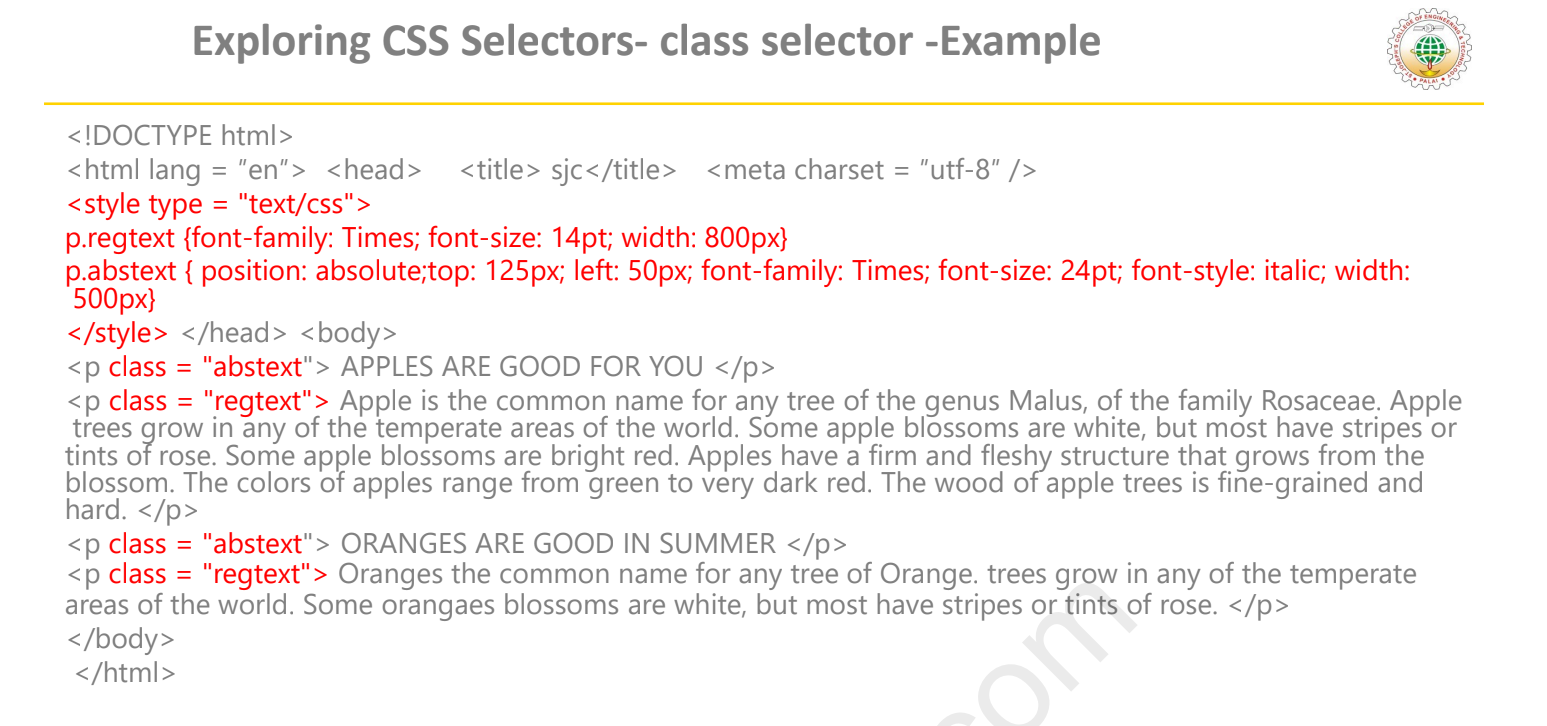 Exploring CSS Selectors- class selector -Example
ST.JOSEPH'S COLLEGE OF ENGINEERING & TECHNOLOGY
PALAI
<!DOCTYPE html>
<html lang = "en"> <head> <title> sjc</title> <meta charset = "utf-8" />
<style type = "text/css">
p.regtext {font-family: Times; font-size: 14pt; width: 800px}
p.abstext { position: absolute;top: 125px; left: 50px; font-family: Times; font-size: 24pt; font-style: italic; width:
500px}
</style> </head> <body>
<p class = "abstext"> APPLES ARE GOOD FOR YOU </p>
<p class = "regtext"> Apple is the common name for any tree of the genus Malus, of the family Rosaceae. Apple
trees grow in any of the temperate areas of the world. Some apple blossoms are white, but most have stripes or
tints of rose. Some apple blossoms are bright red. Apples have a firm and fleshy structure that grows from the
blossom. The colors of apples range from green to very dark red. The wood of apple trees is fine-grained and
hard. </p>
<p class = "abstext"> ORANGES ARE GOOD IN SUMMER </p>
<p class = "regtext"> Oranges the common name for any tree of Orange. trees grow in any of the temperate
areas of the world. Some orangaes blossoms are white, but most have stripes or tints of rose. </p>
</body>
</html>
com